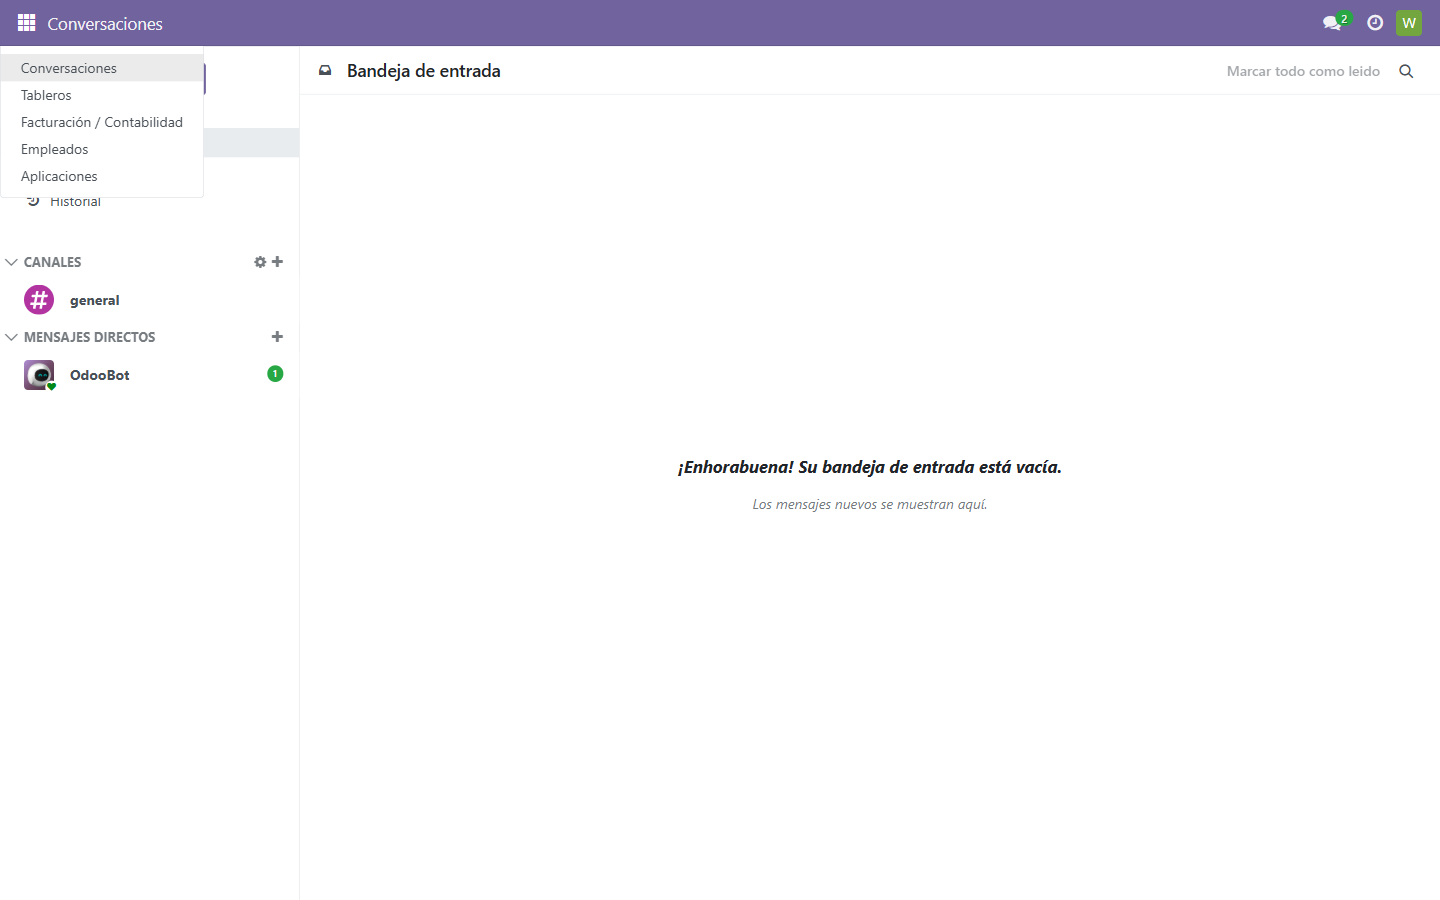 Conversaciones
2
W
Conversaciones
Tableros
Facturación / Contabilidad
Empleados
Aplicaciones
Historial
CANALES
general
MENSAJES DIRECTOS
OdooBot
1
Bandeja de entrada
Marcar todo como leido
¡Enhorabuena! Su bandeja de entrada está vacía.
Los mensajes nuevos se muestran aquí.